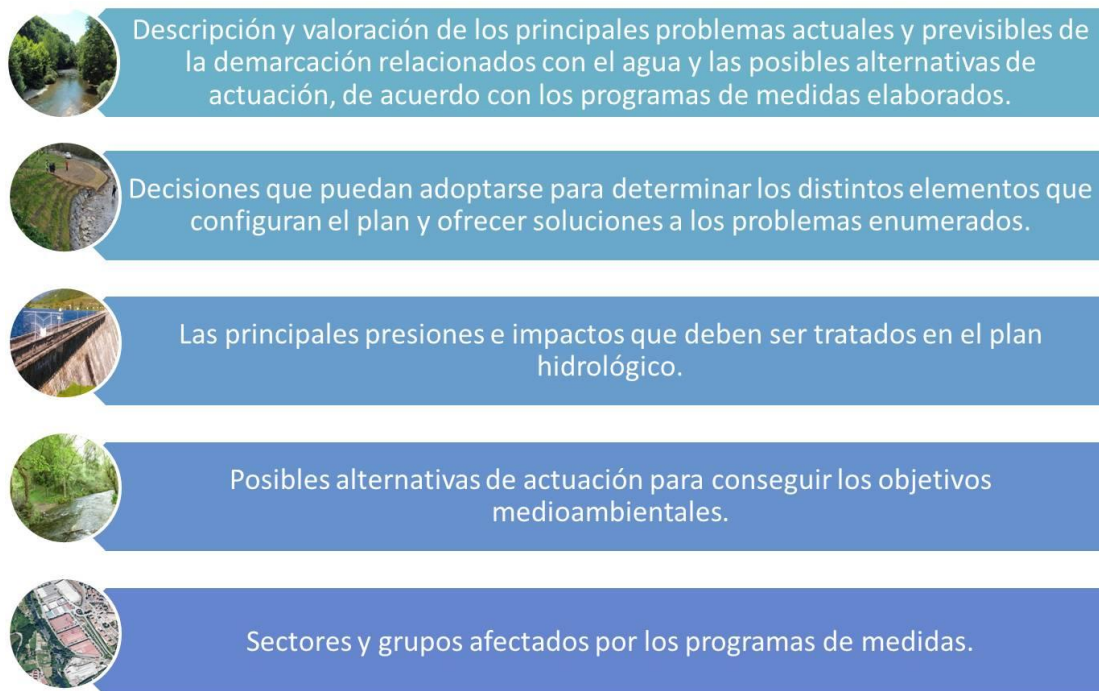 Descripción y valoración de los principales problemas actuales y previsibles de
la demarcación relacionados con el agua y las posibles alternativas de
actuación, de acuerdo con los programas de medidas elaborados.
Decisiones que puedan adoptarse para determinar los distintos elementos que
configuran el plan y ofrecer soluciones a los problemas enumerados.
Las principales presiones e impactos que deben ser tratados en el plan
hidrológico.
Posibles alternativas de actuación para conseguir los objetivos
medioambientales.
Sectores y grupos afectados por los programas de medidas.